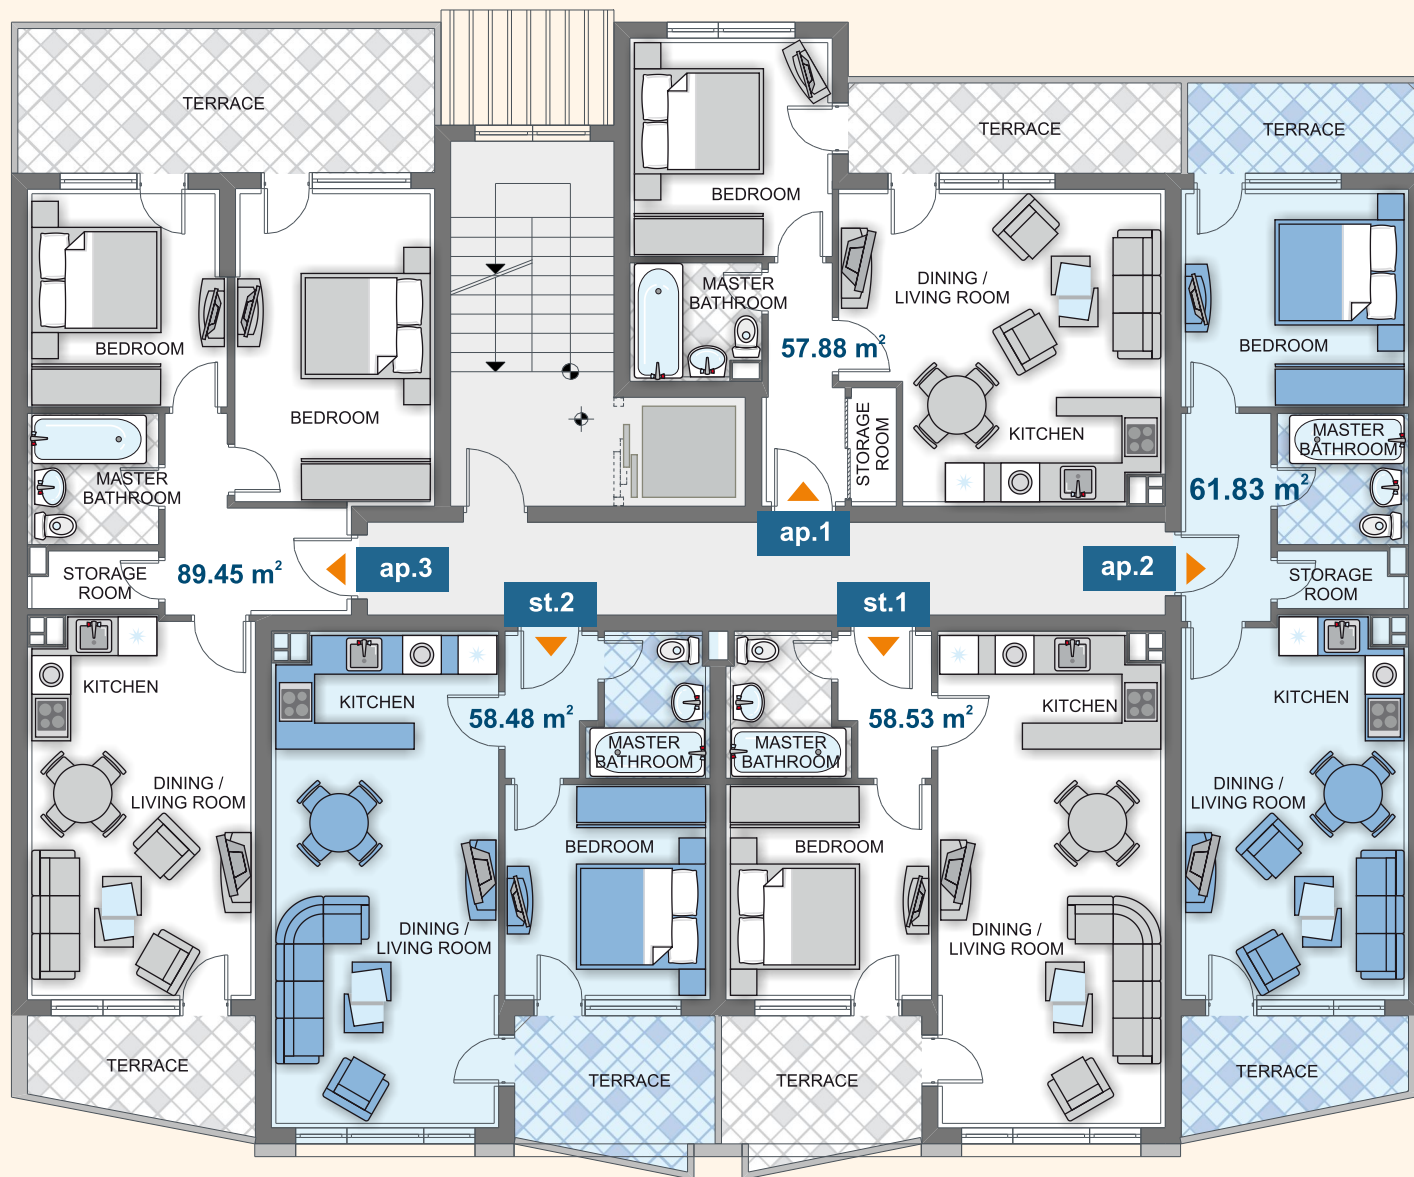 TERRACE
TERRACE
TERRACE
BEDROOM
MASTER
BATHROOM
57.88 m²
DINING /
LIVING ROOM
STORAGE
ROOM
KITCHEN
BEDROOM
BEDROOM
BEDROOM
MASTER
BATHROOM
MASTER
BATHROOM
61.83 m²
STORAGE
ROOM
89.45 m²
ap.3
ap.1
ap.2
STORAGE
ROOM
st.2
st.1
KITCHEN
KITCHEN
58.48 m²
MASTER
BATHROOM
MASTER
BATHROOM
58.53 m²
KITCHEN
KITCHEN
DINING /
LIVING ROOM
DINING /
LIVING ROOM
BEDROOM
BEDROOM
DINING /
LIVING ROOM
DINING /
LIVING ROOM
TERRACE
TERRACE
TERRACE
TERRACE